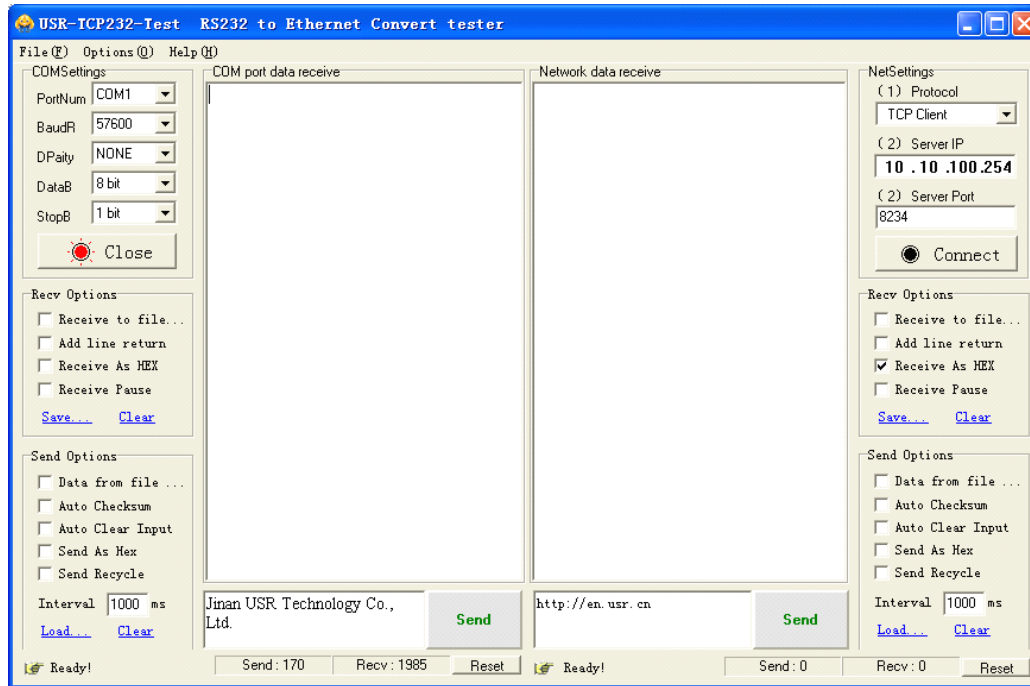 USR-TCP232-Test RS232 to Ethernet Convert tester
File(F) Options(O) Help(H)
COMSettings
PortNum COM1
BaudR 57600
DPaity NONE
DataB 8 bit
StopB 1 bit
Close
Recv Options
Receive to file...
Add line return
Receive As HEX
Receive Pause
Save... Clear
Send Options
Data from file ...
Auto Checksum
Auto Clear Input
Send As Hex
Send Recycle
Interval 1000 ms
Load... Clear
Ready!
COM port data receive
Jinan USR Technology Co.,
Ltd.
Send
Send : 170 Recv : 1985 Reset
Network data receive
http://en.usr.cn
Send
Ready! Send : 0 Recv : 0 Reset
NetSettings
(1) Protocol
TCP Client
(2) Server IP
10 . 10 .100.254
(2) Server Port
8234
Connect
Recv Options
Receive to file...
Add line return
Receive As HEX
Receive Pause
Save... Clear
Send Options
Data from file ...
Auto Checksum
Auto Clear Input
Send As Hex
Send Recycle
Interval 1000 ms
Load... Clear